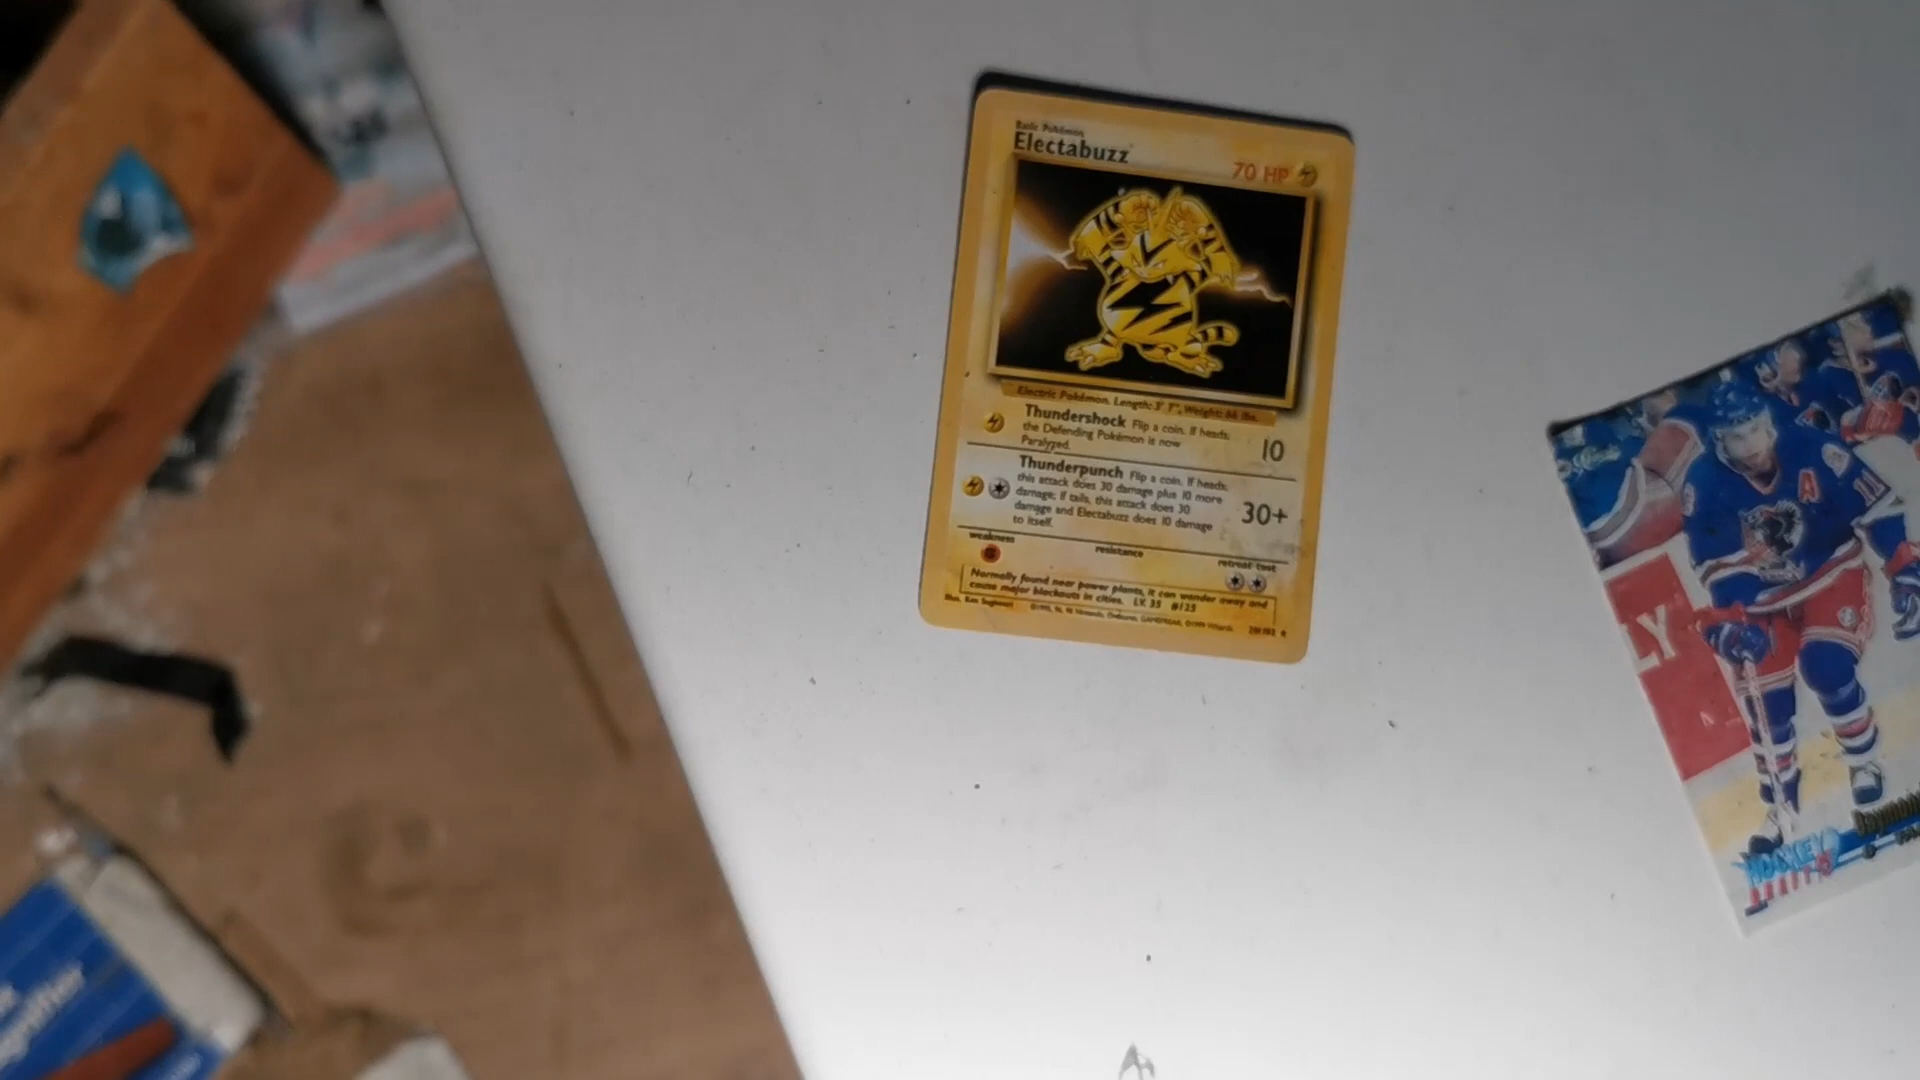 Basic Pokémon
Electabuzz
70 HP
Electric Pokémon. Length: 3' 7", Weight: 66 lbs.
Thundershock Flip a coin. If heads,
the Defending Pokémon is now
Paralyzed.
10
Thunderpunch Flip a coin. If heads,
this attack does 30 damage plus 10 more
damage; if tails, this attack does 30
damage and Electabuzz does 10 damage
to itself.
30+
weakness
resistance
retreat cost
Normally found near power plants, it can wander away and
cause major blackouts in cities. LV. 35 #125
Illus. Ken Sugimori
LY
A
11
HOCKEY